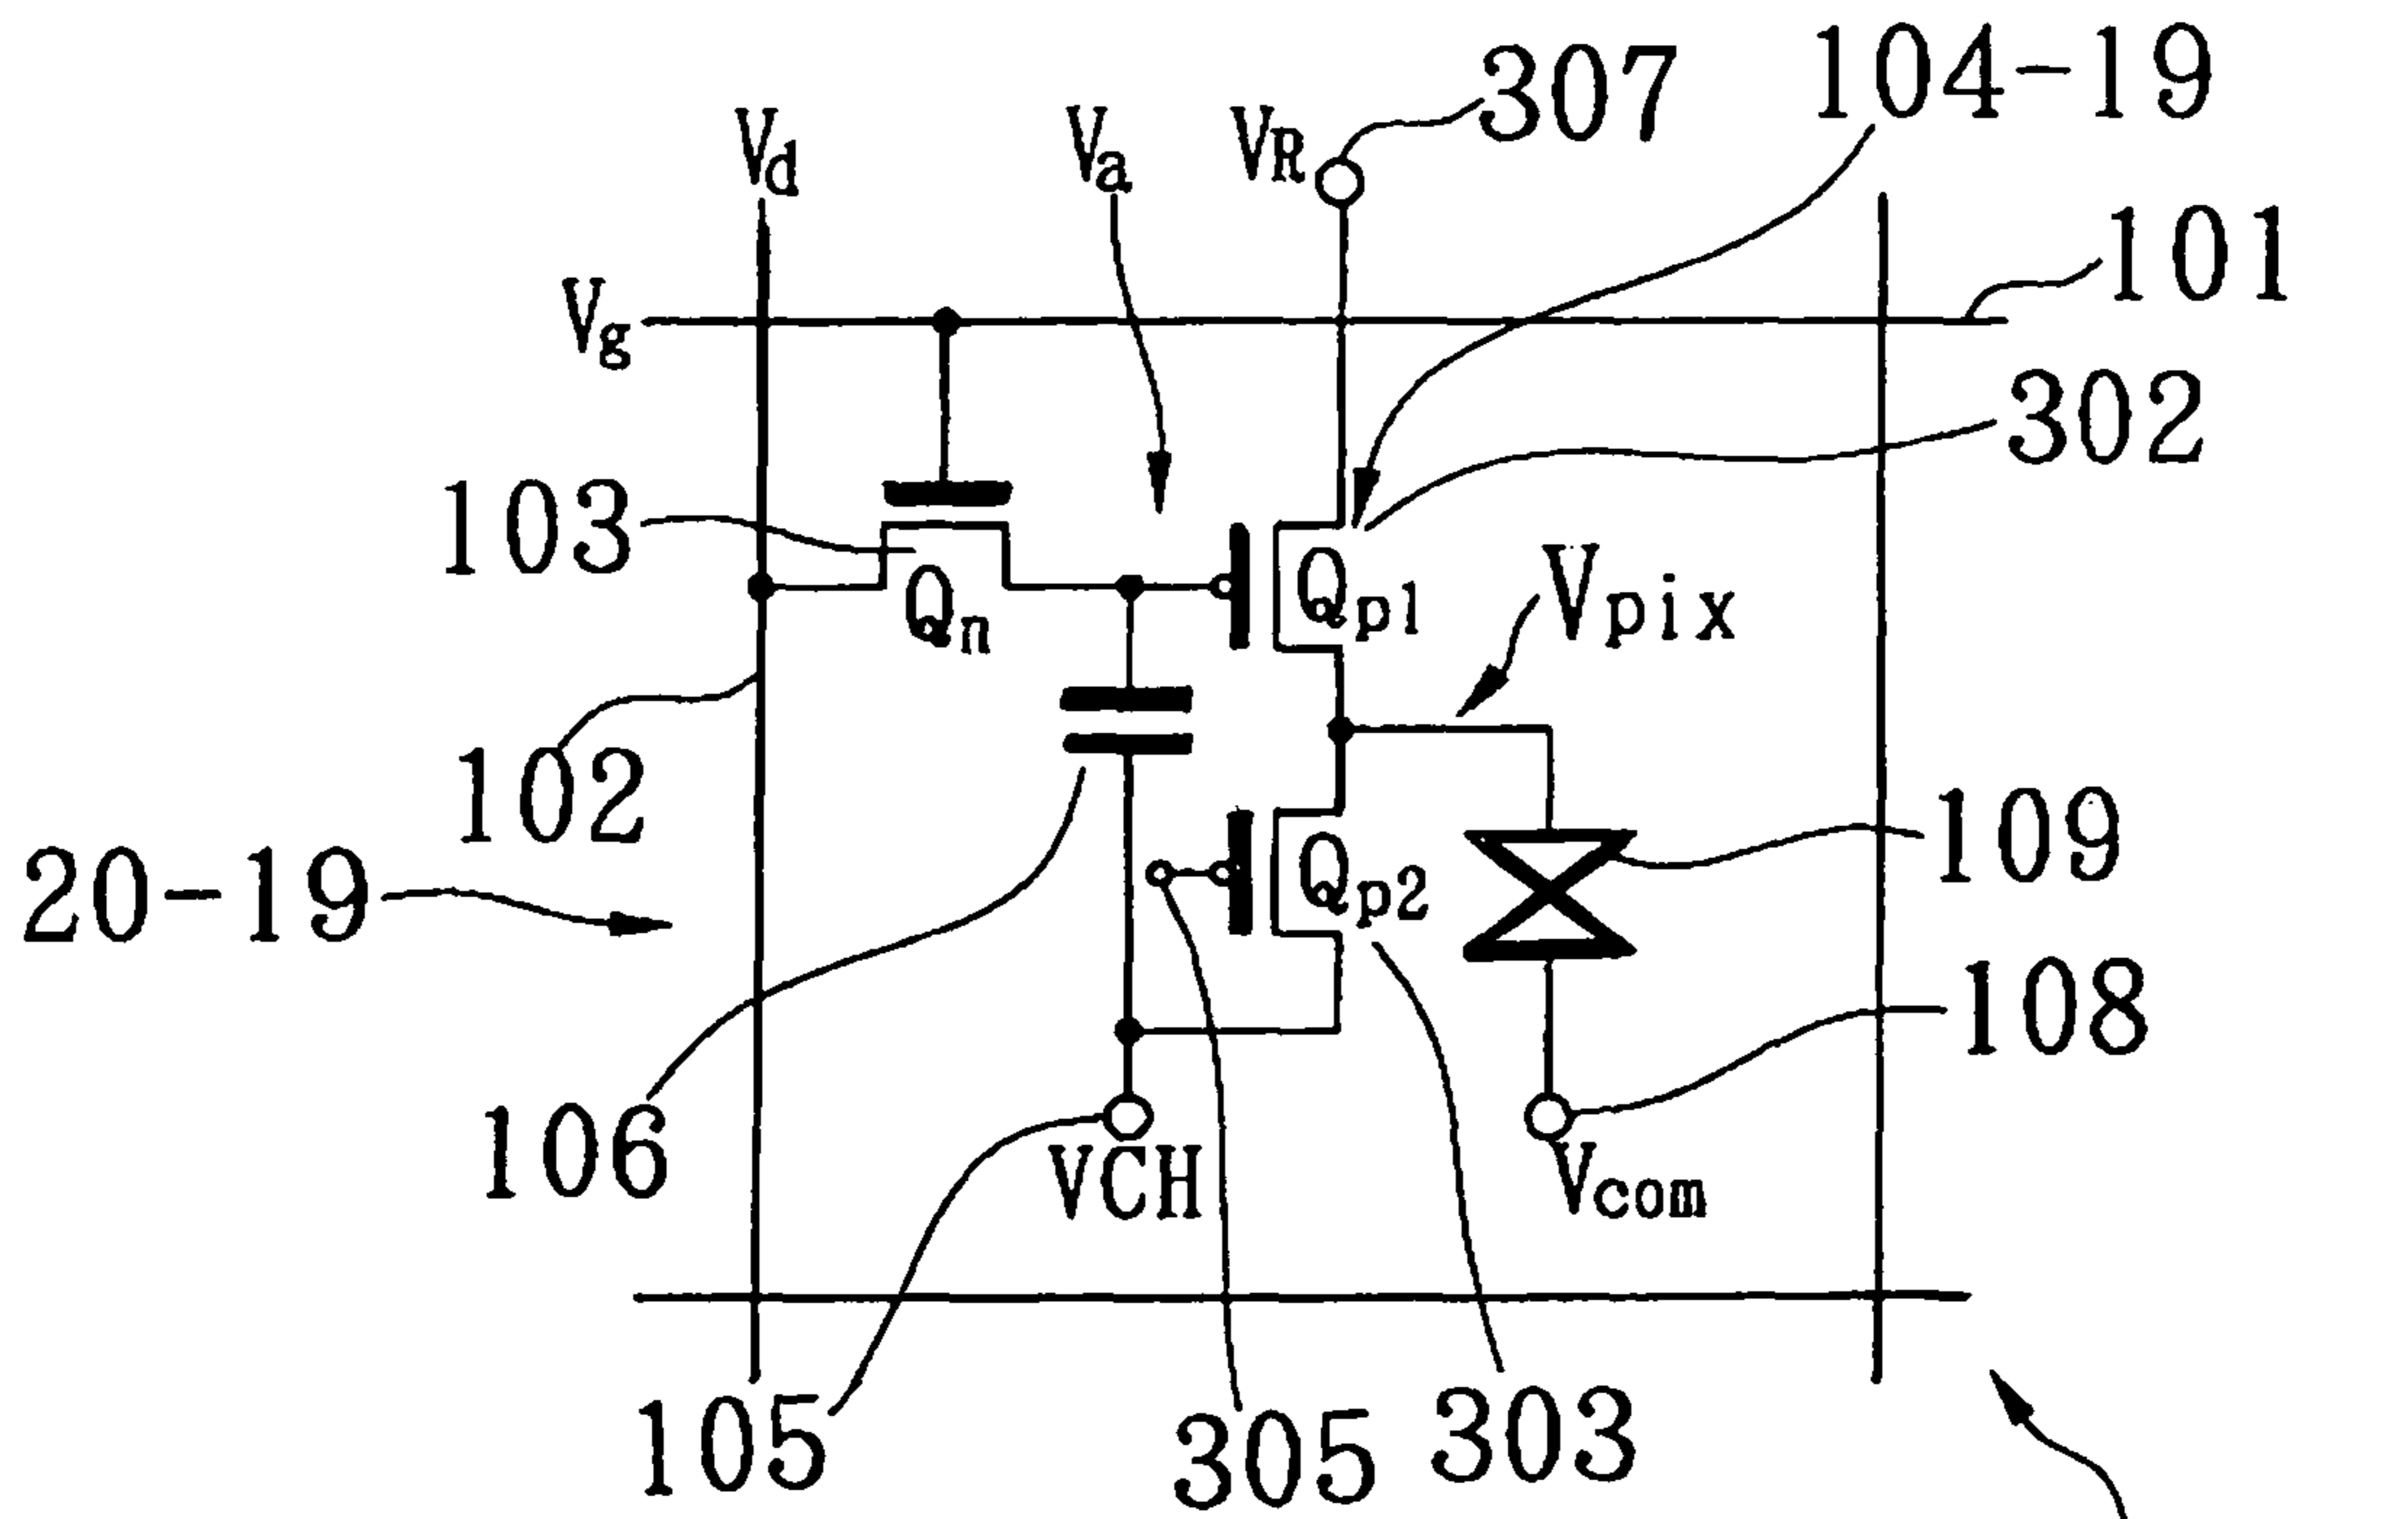 307
104-19
Vd
Va
VR
101
Vg
302
103
Qn
Qp1
Vpix
102
109
20-19
Qp2
108
106
VCH
Vcom
105
305
303